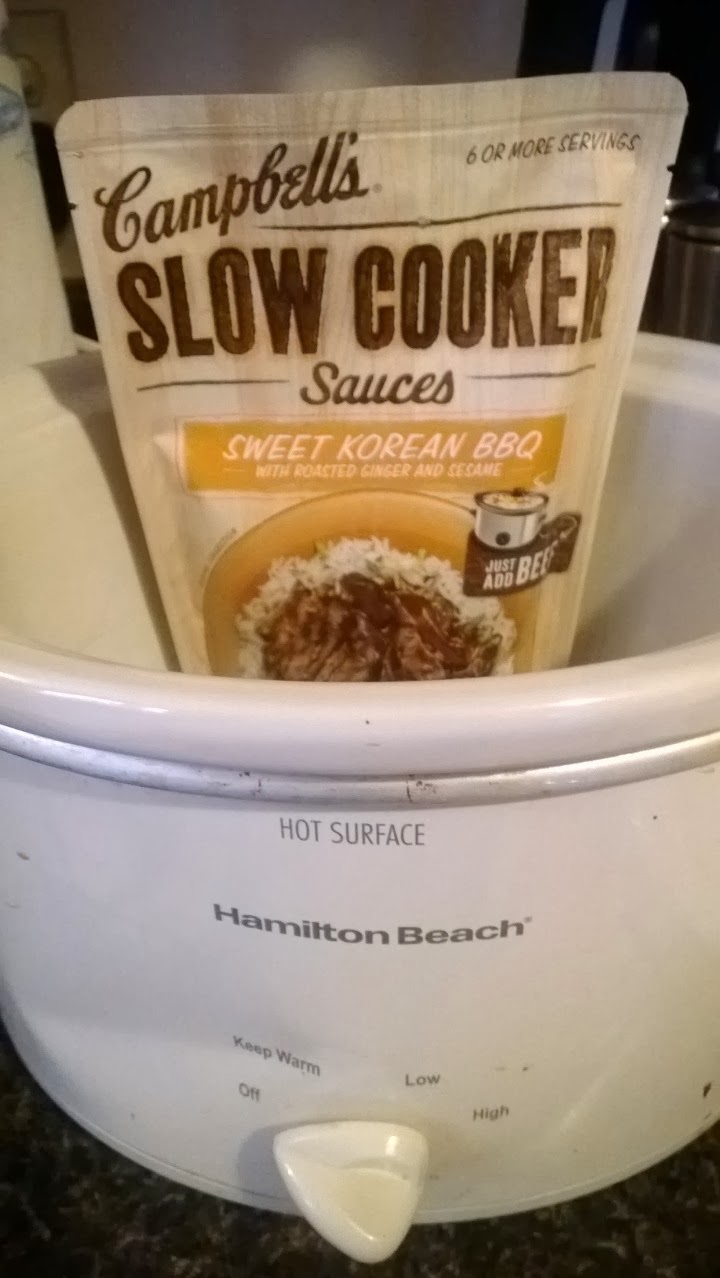 Campbell's
6 OR MORE SERVINGS
SLOW COOKER
Sauces
SWEET KOREAN BBQ
WITH ROASTED GINGER AND SESAME
JUST
ADD BEEF
HOT SURFACE
Hamilton Beach
Keep Warm
Off
Low
High